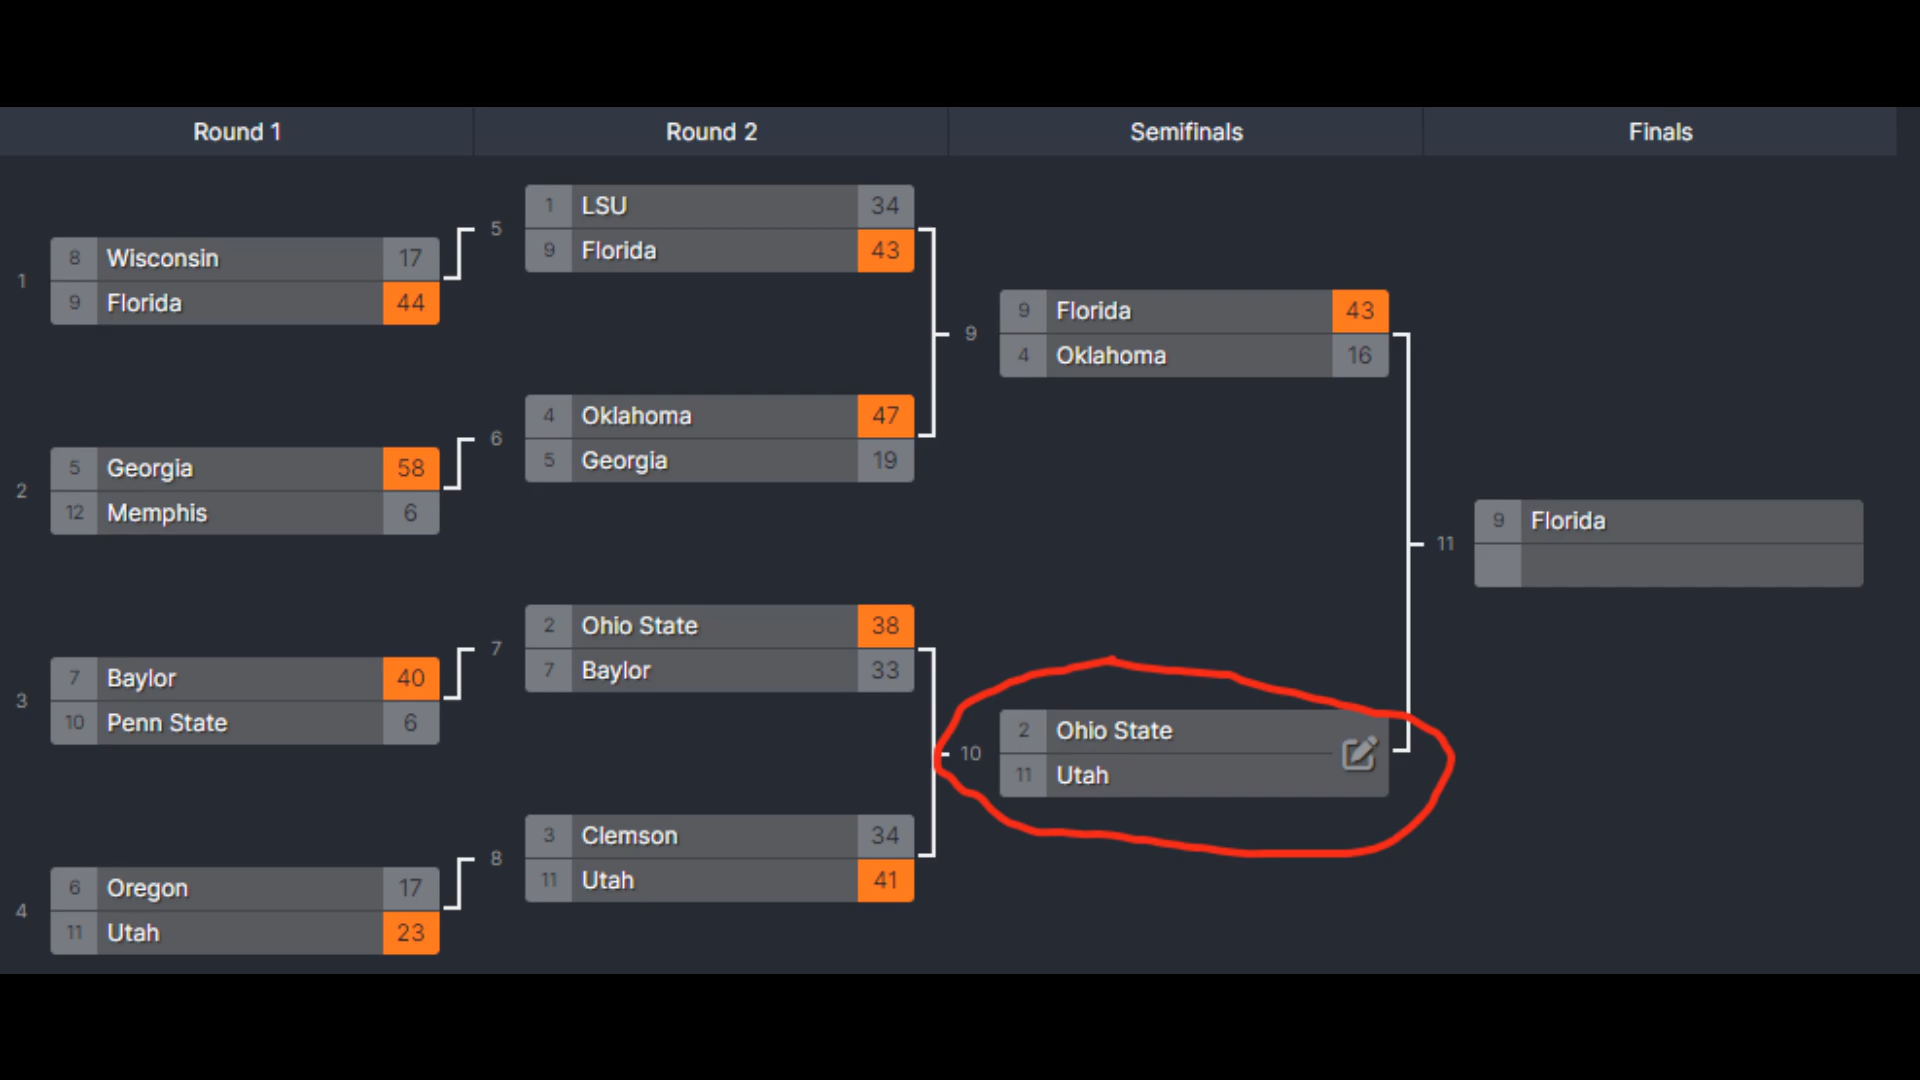 Round 1 Round 2 Semifinals Finals
1
8 Wisconsin 17
9 Florida 44
2
5 Georgia 58
12 Memphis 6
3
7 Baylor 40
10 Penn State 6
4
6 Oregon 17
11 Utah 23
5
1 LSU 34
9 Florida 43
6
4 Oklahoma 47
5 Georgia 19
7
2 Ohio State 38
7 Baylor 33
8
3 Clemson 34
11 Utah 41
9
9 Florida 43
4 Oklahoma 16
10
2 Ohio State
11 Utah
11
9 Florida